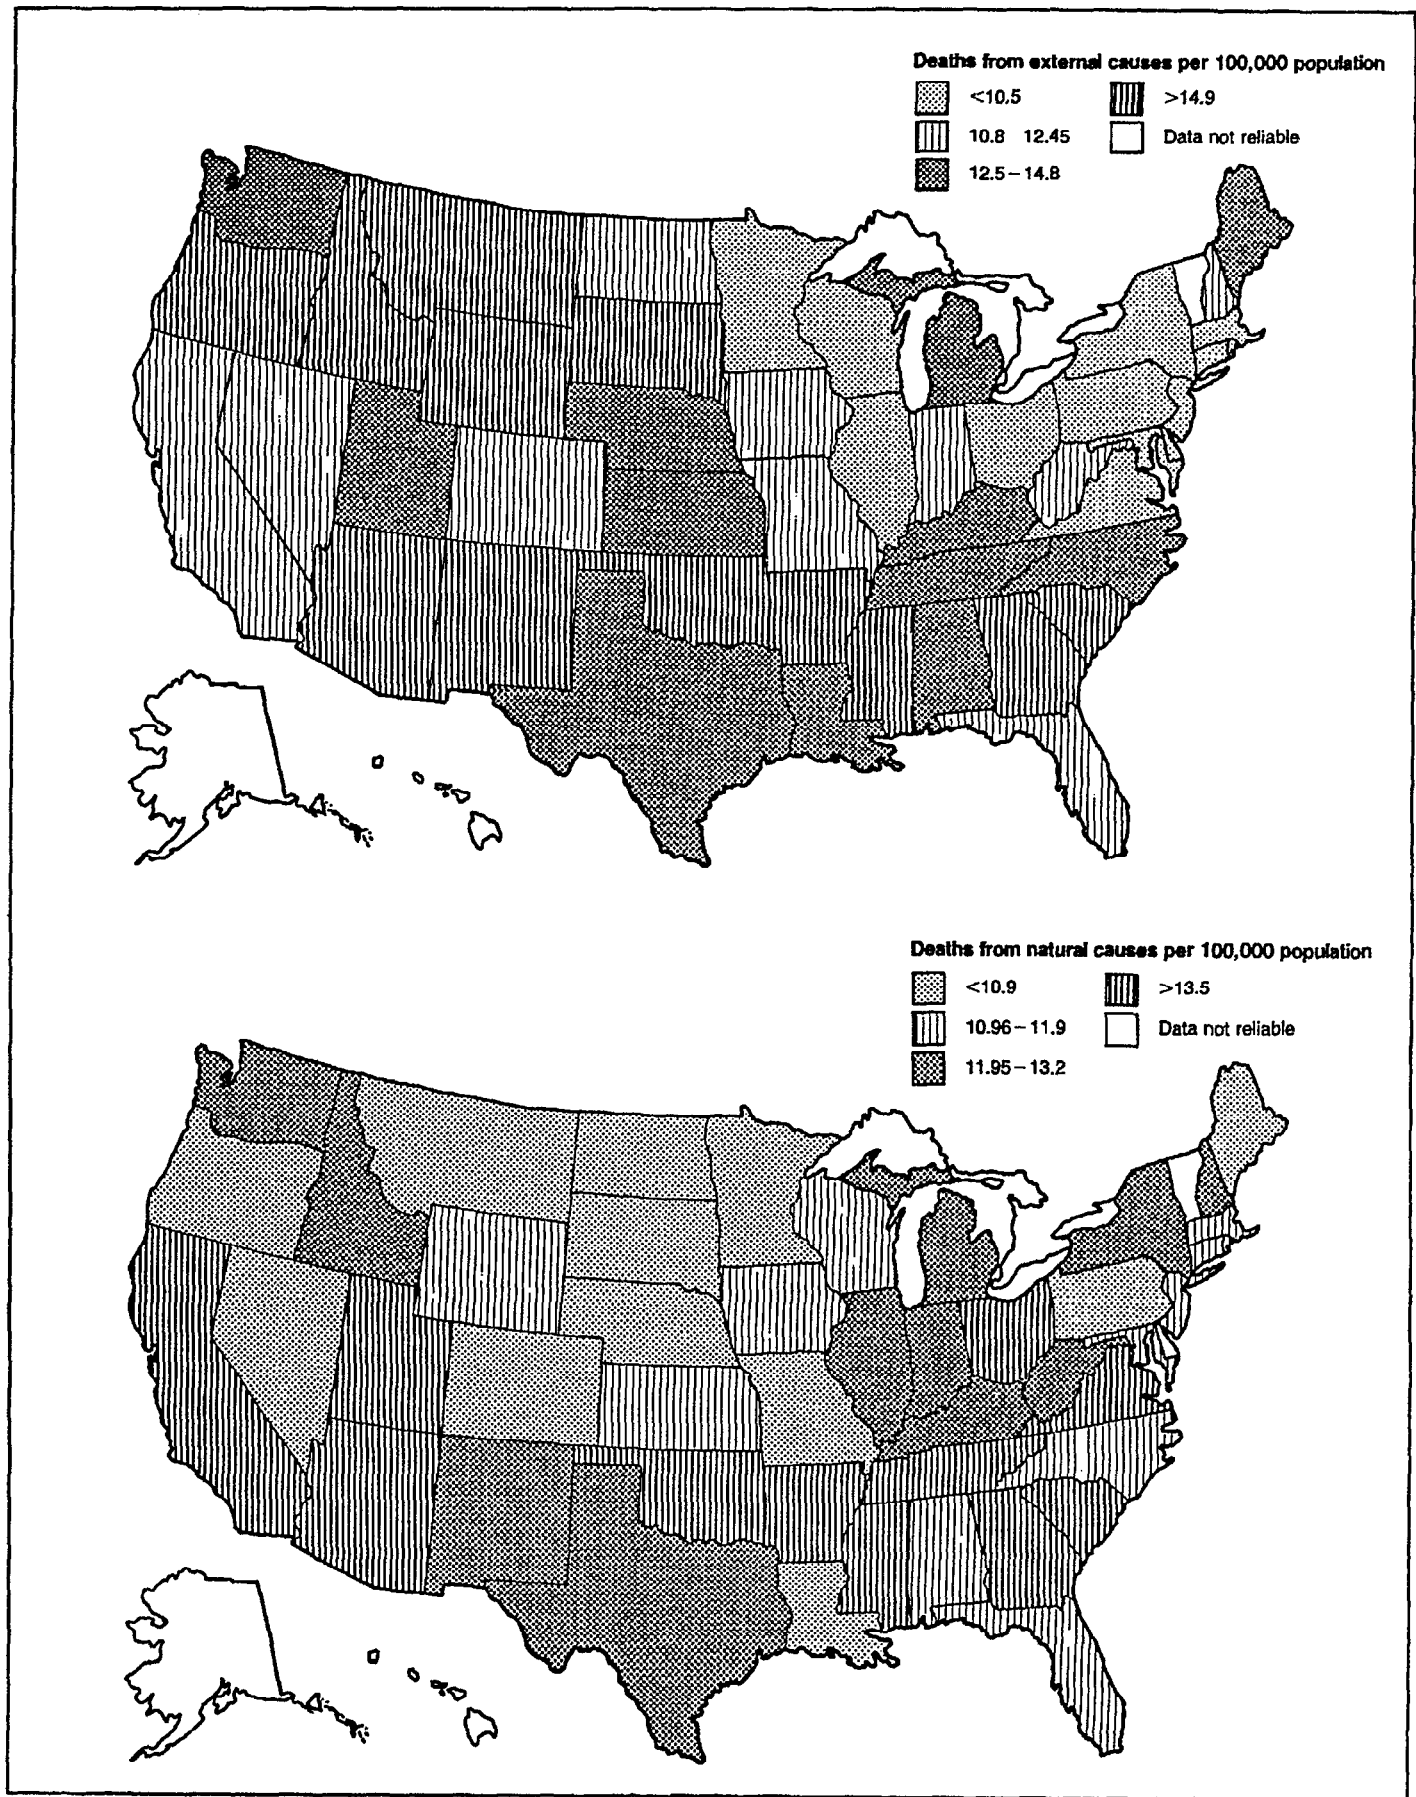 Deaths from external causes per 100,000 population
<10.5 >14.9
10.8 12.45 Data not reliable
12.5–14.8
Deaths from natural causes per 100,000 population
<10.9 >13.5
10.96–11.9 Data not reliable
11.95–13.2